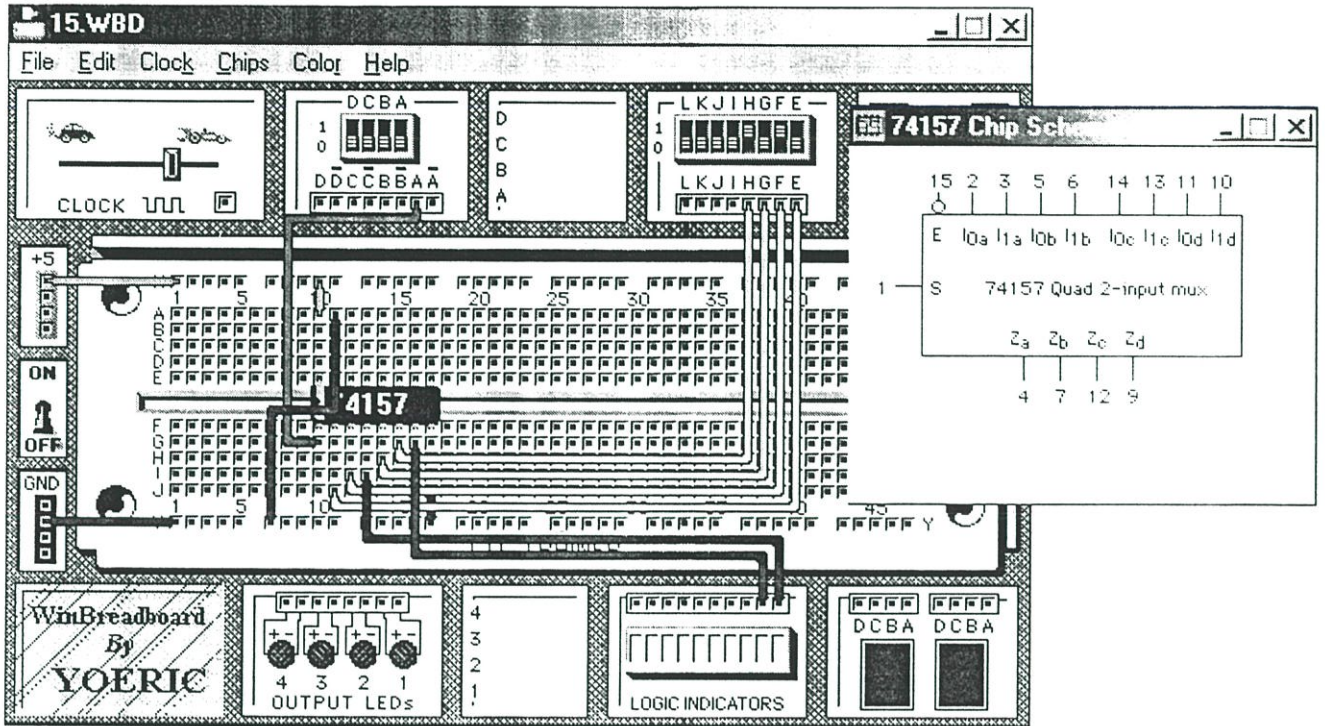 15.WBD
File Edit Clock Chips Color Help
DCBA
1
0
DDCCBBAA
CLOCK
D
C
B
A
LKJIHGFE
1
0
LKJIHGFE
74157 Chip
15 2 3 5 6 14 13 11 10
E I0a I1a I0b I1b I0c I1c I0d I1d
1 S 74157 Quad 2-input mux
Za Zb Zc Zd
4 7 12 9
+5
ON
OFF
GND
1 5 10 15 25 30 35
A
B
C
D
E
74157
F
G
H
I
J
1 5 10 35 45
Y
WinBreadboard
By
YOERIC
+- +- +- +-
4 3 2 1
OUTPUT LEDs
4
3
2
1
LOGIC INDICATORS
DCBA DCBA